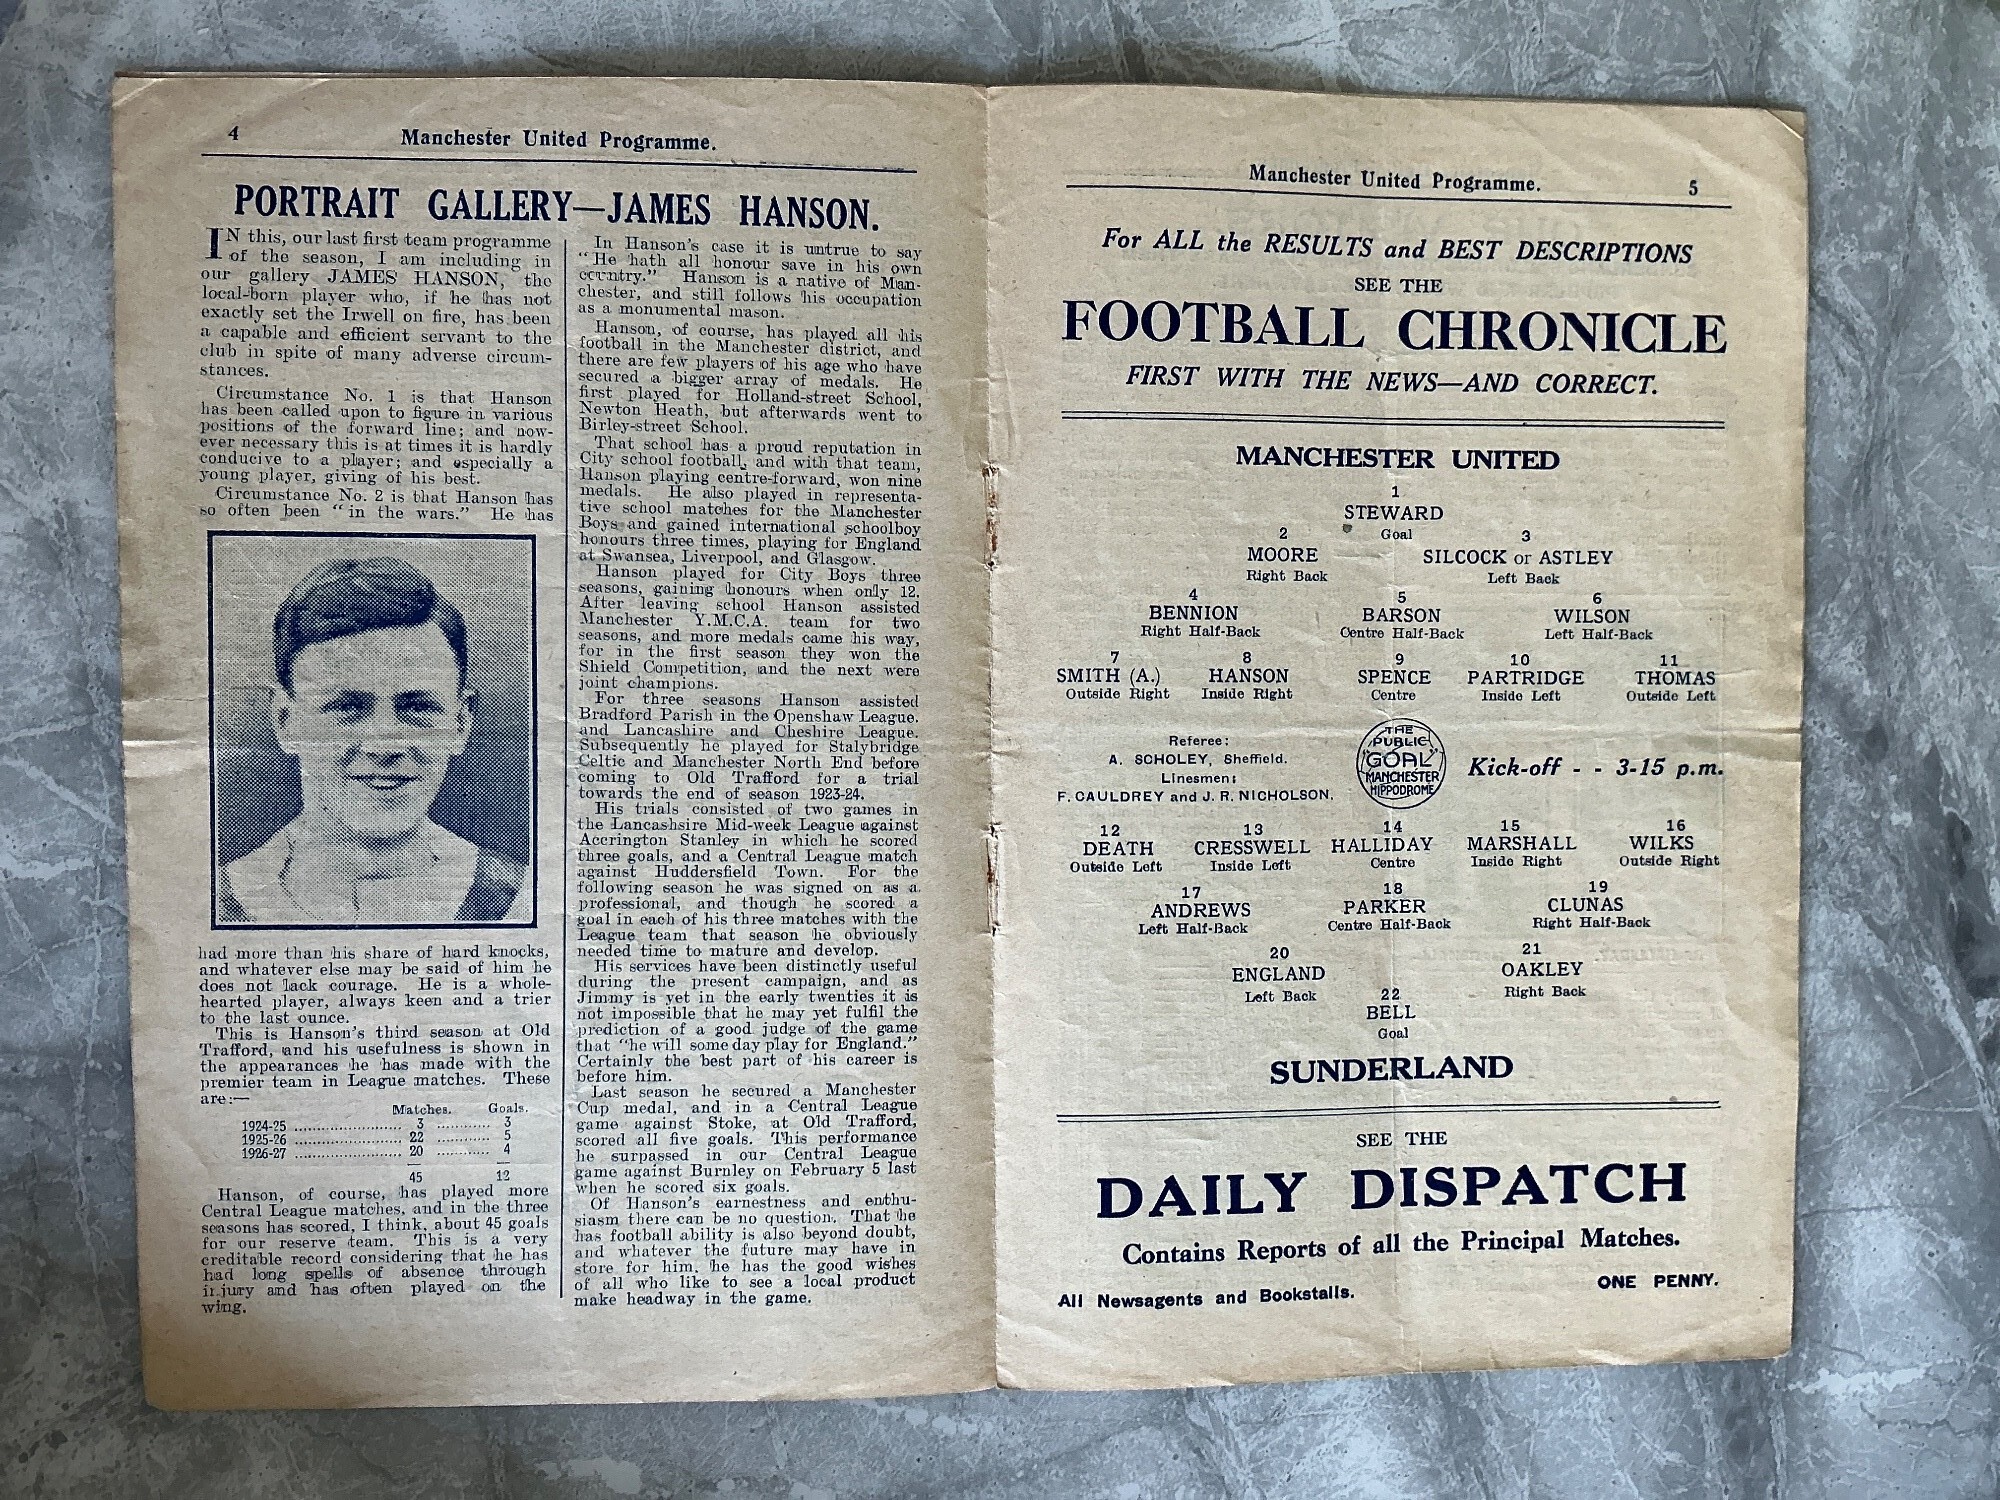 4
Manchester United Programme.
PORTRAIT GALLERY—JAMES HANSON.
IN this, our last first team programme
of the season, I am including in
our gallery JAMES HANSON, the
local-born player who, if he has not
exactly set the Irwell on fire, has been
a capable and efficient servant to the
club in spite of many adverse circum-
stances.
Circumstance No. 1 is that Hanson
has been called upon to figure in various
positions of the forward line; and now-
ever necessary this is at times it is hardly
conducive to a player; and especially a
young player, giving of his best.
Circumstance No. 2 is that Hanson has
so often been "in the wars." He has
had more than his share of hard knocks,
and whatever else may be said of him he
does not lack courage. He is a whole-
hearted player, always keen and a trier
to the last ounce.
This is Hanson's third season at Old
Trafford, and his usefulness is shown in
the appearances he has made with the
premier team in League matches. These
are:—
Matches. Goals.
1924-25 ........................... 3 ............ 3
1925-26 ........................... 22 ............ 5
1926-27 ........................... 20 ............ 4
45 12
Hanson, of course, has played more
Central League matches, and in the three
seasons has scored, I think, about 45 goals
for our reserve team. This is a very
creditable record considering that he has
had long spells of absence through
injury and has often played on the
wing.
In Hanson's case it is untrue to say
"He hath all honour save in his own
country." Hanson is a native of Man-
chester, and still follows his occupation
as a monumental mason.
Hanson, of course, has played all his
football in the Manchester district, and
there are few players of his age who have
secured a bigger array of medals. He
first played for Holland-street School,
Newton Heath, but afterwards went to
Birley-street School.
That school has a proud reputation in
City school football, and with that team,
Hanson playing centre-forward, won nine
medals. He also played in representa-
tive school matches for the Manchester
Boys and gained international schoolboy
honours three times, playing for England
at Swansea, Liverpool, and Glasgow.
Hanson played for City Boys three
seasons, gaining honours when only 12.
After leaving school Hanson assisted
Manchester Y.M.C.A. team for two
seasons, and more medals came his way,
for in the first season they won the
Shield Competition, and the next were
joint champions.
For three seasons Hanson assisted
Bradford Parish in the Openshaw League.
and Lancashire and Cheshire League.
Subsequently he played for Stalybridge
Celtic and Manchester North End before
coming to Old Trafford for a trial
towards the end of season 1923-24.
His trials consisted of two games in
the Lancashire Mid-week League against
Accrington Stanley in which he scored
three goals, and a Central League match
against Huddersfield Town. For the
following season he was signed on as a
professional, and though he scored a
goal in each of his three matches with the
League team that season he obviously
needed time to mature and develop.
His services have been distinctly useful
during the present campaign, and as
Jimmy is yet in the early twenties it is
not impossible that he may yet fulfil the
prediction of a good judge of the game
that "he will some day play for England."
Certainly the best part of his career is
before him.
Last season he secured a Manchester
Cup medal, and in a Central League
game against Stoke, at Old Trafford,
scored all five goals. This performance
he surpassed in our Central League
game against Burnley on February 5 last
when he scored six goals.
Of Hanson's earnestness and enthu-
siasm there can be no question. That he
has football ability is also beyond doubt,
and whatever the future may have in
store for him, he has the good wishes
of all who like to see a local product
make headway in the game.
Manchester United Programme.
5
For ALL the RESULTS and BEST DESCRIPTIONS
SEE THE
FOOTBALL CHRONICLE
FIRST WITH THE NEWS—AND CORRECT.
MANCHESTER UNITED
1
STEWARD
Goal
2 3
MOORE SILCOCK or ASTLEY
Right Back Left Back
4 5 6
BENNION BARSON WILSON
Right Half-Back Centre Half-Back Left Half-Back
7 8 9 10 11
SMITH (A.) HANSON SPENCE PARTRIDGE THOMAS
Outside Right Inside Right Centre Inside Left Outside Left
Referee:
A. SCHOLEY, Sheffield.
Linesmen:
F. CAULDREY and J. R. NICHOLSON.
THE
PUBLIC
"GOAL"
MANCHESTER
HIPPODROME
Kick-off - - 3-15 p.m.
12 13 14 15 16
DEATH CRESSWELL HALLIDAY MARSHALL WILKS
Outside Left Inside Left Centre Inside Right Outside Right
17 18 19
ANDREWS PARKER CLUNAS
Left Half-Back Centre Half-Back Right Half-Back
20 21
ENGLAND OAKLEY
Left Back Right Back
22
BELL
Goal
SUNDERLAND
SEE THE
DAILY DISPATCH
Contains Reports of all the Principal Matches.
All Newsagents and Bookstalls. ONE PENNY.